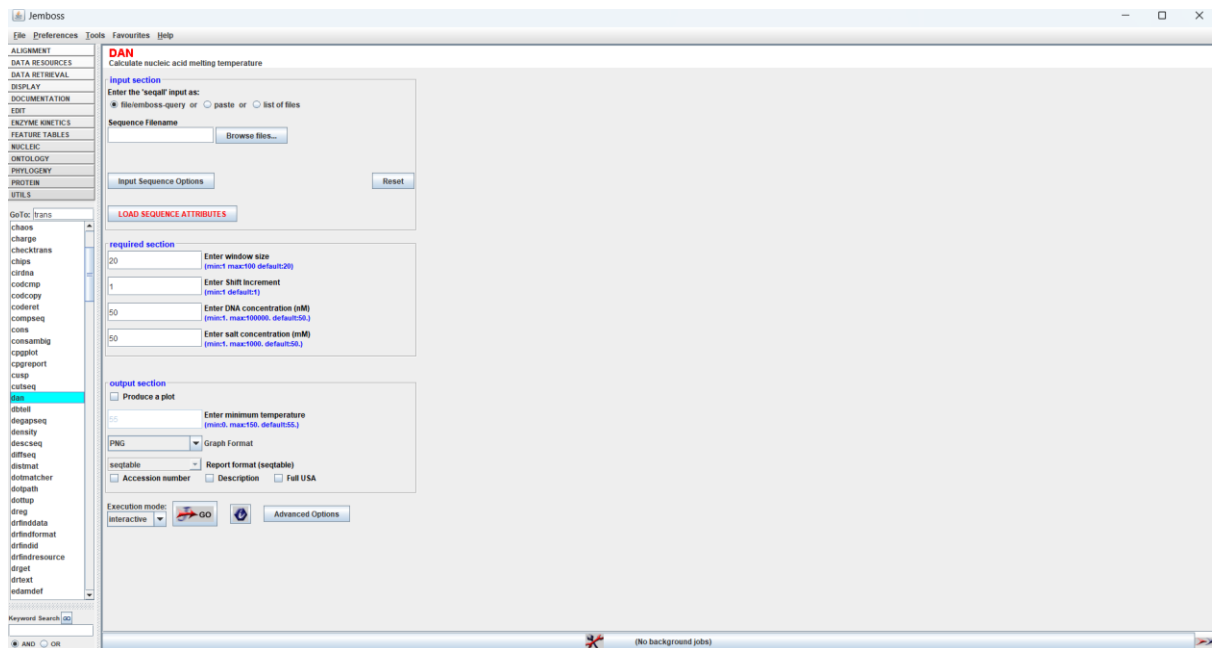 Jemboss
File Preferences Tools Favourites Help
ALIGNMENT
DATA RESOURCES
DATA RETRIEVAL
DISPLAY
DOCUMENTATION
EDIT
ENZYME KINETICS
FEATURE TABLES
NUCLEIC
ONTOLOGY
PHYLOGENY
PROTEIN
UTILS
GoTo: trans
chaos
charge
checktrans
chips
cirdna
codcmp
codcopy
coderet
compseq
cons
consambig
cpgplot
cpgreport
cusp
cutseq
dan
dbtell
degapseq
density
descseq
diffseq
distmat
dotmatcher
dotpath
dottup
dreg
drfinddata
drfindformat
drfindid
drfindresource
drget
drtext
edamdef
Keyword Search GO
AND OR
DAN
Calculate nucleic acid melting temperature
input section
Enter the 'seqall' input as:
file/emboss-query or paste or list of files
Sequence Filename
Browse files...
Input Sequence Options Reset
LOAD SEQUENCE ATTRIBUTES
required section
20 Enter window size
(min:1 max:100 default:20)
1 Enter Shift Increment
(min:1 default:1)
50 Enter DNA concentration (nM)
(min:1. max:100000. default:50.)
50 Enter salt concentration (mM)
(min:1. max:1000. default:50.)
output section
Produce a plot
55 Enter minimum temperature
(min:0. max:150. default:55.)
PNG Graph Format
seqtable Report format (seqtable)
Accession number Description Full USA
Execution mode:
interactive GO Advanced Options
(No background jobs)